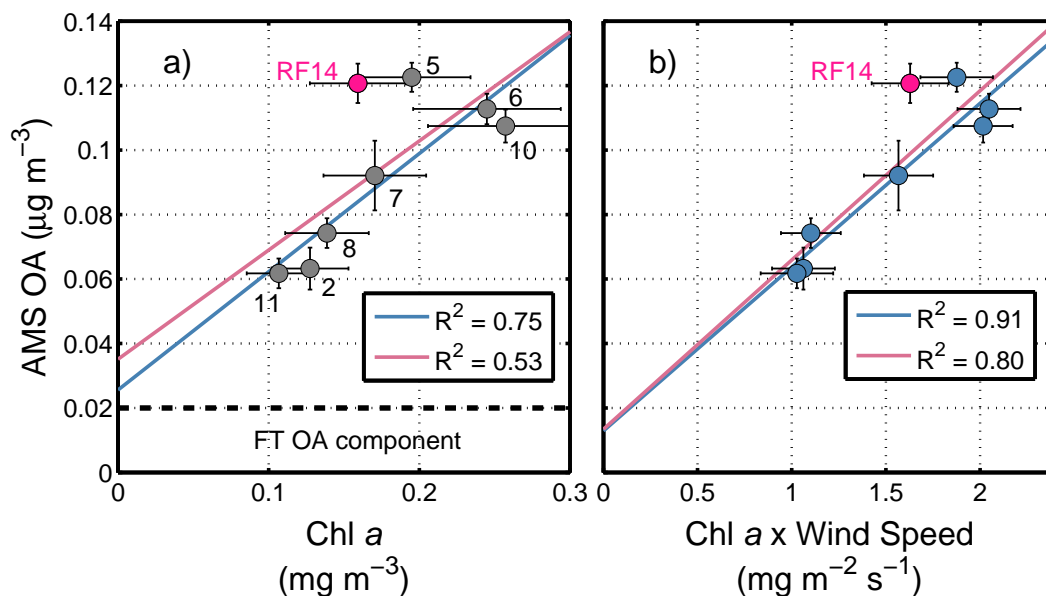 0.14
0.12
0.1
0.08
0.06
0.04
0.02
0
AMS OA (µg m−3)
a)
RF14
5
6
10
7
8
2
11
R2 = 0.75
R2 = 0.53
FT OA component
0
0.1
0.2
0.3
Chl a
(mg m−3)
b)
RF14
R2 = 0.91
R2 = 0.80
0
0.5
1
1.5
2
Chl a x Wind Speed
(mg m−2 s−1)